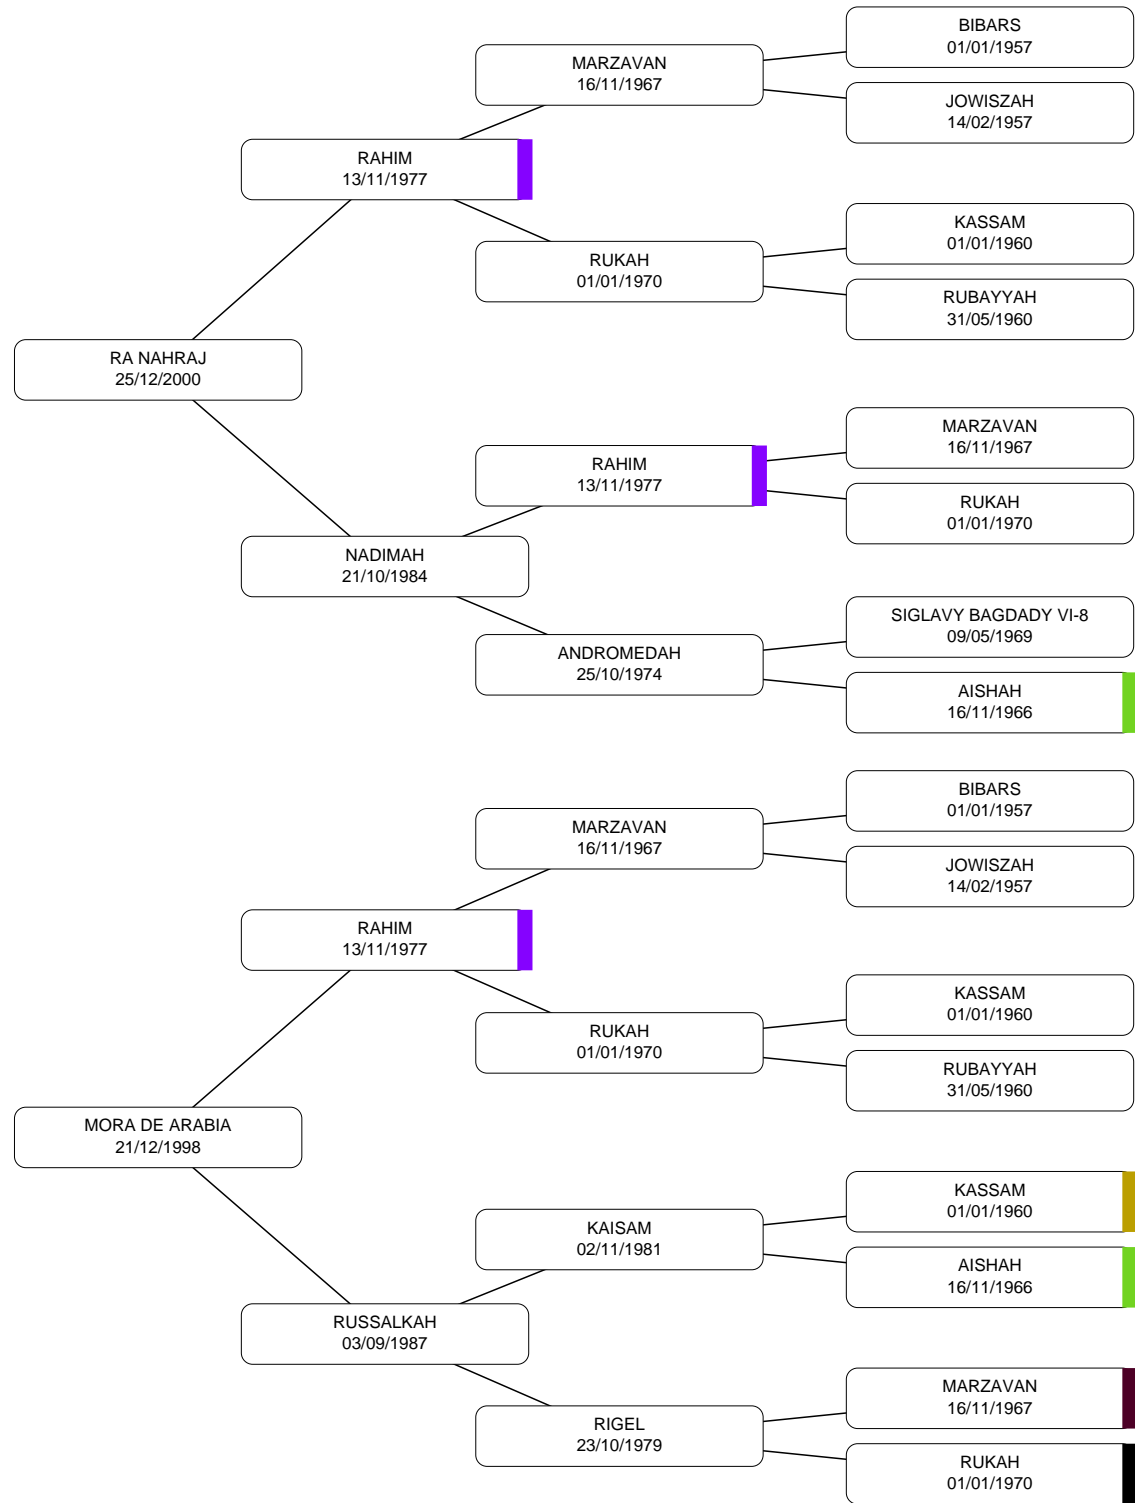 BIBARS
01/01/1957
MARZAVAN
16/11/1967
JOWISZAH
14/02/1957
RAHIM
13/11/1977
KASSAM
01/01/1960
RUKAH
01/01/1970
RUBAYYAH
31/05/1960
RA NAHRAJ
25/12/2000
MARZAVAN
16/11/1967
RAHIM
13/11/1977
RUKAH
01/01/1970
NADIMAH
21/10/1984
SIGLAVY BAGDADY VI-8
09/05/1969
ANDROMEDAH
25/10/1974
AISHAH
16/11/1966
BIBARS
01/01/1957
MARZAVAN
16/11/1967
JOWISZAH
14/02/1957
RAHIM
13/11/1977
KASSAM
01/01/1960
RUKAH
01/01/1970
RUBAYYAH
31/05/1960
MORA DE ARABIA
21/12/1998
KASSAM
01/01/1960
KAISAM
02/11/1981
AISHAH
16/11/1966
RUSSALKAH
03/09/1987
MARZAVAN
16/11/1967
RIGEL
23/10/1979
RUKAH
01/01/1970